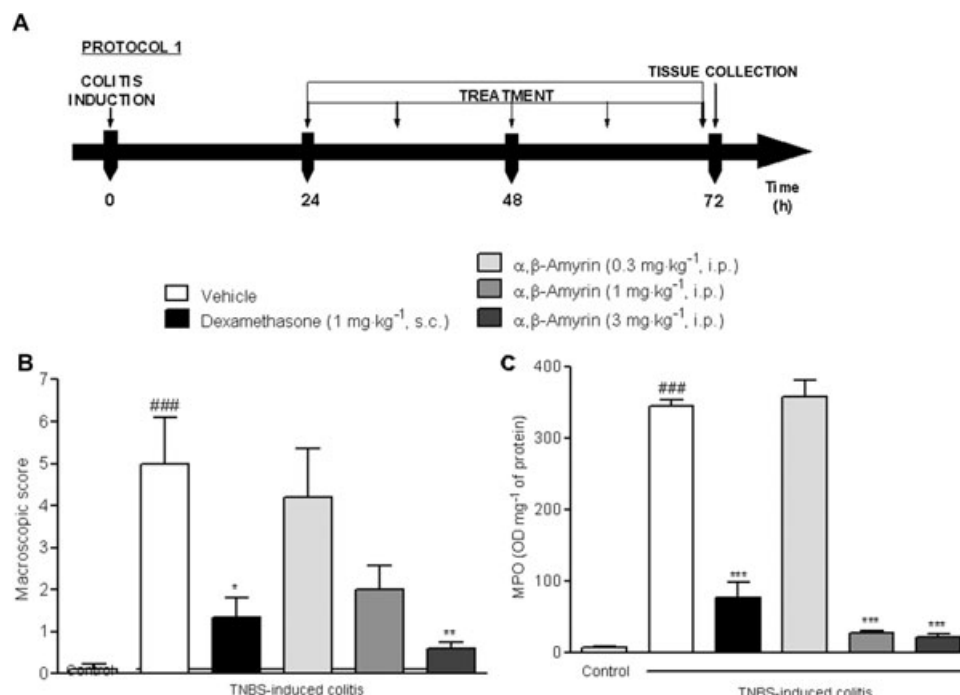 A
PROTOCOL 1
COLITIS
INDUCTION
TREATMENT
TISSUE COLLECTION
0
24
48
72
Time
(h)
Vehicle
Dexamethasone (1 mg·kg⁻¹, s.c.)
α,β-Amyrin (0.3 mg·kg⁻¹, i.p.)
α,β-Amyrin (1 mg·kg⁻¹, i.p.)
α,β-Amyrin (3 mg·kg⁻¹, i.p.)
B
Macroscopic score
7
6
5
4
3
2
1
0
###
*
**
Control
TNBS-induced colitis
C
MPO (OD mg⁻¹ of protein)
400
300
200
100
0
###
***
***
***
Control
TNBS-induced colitis